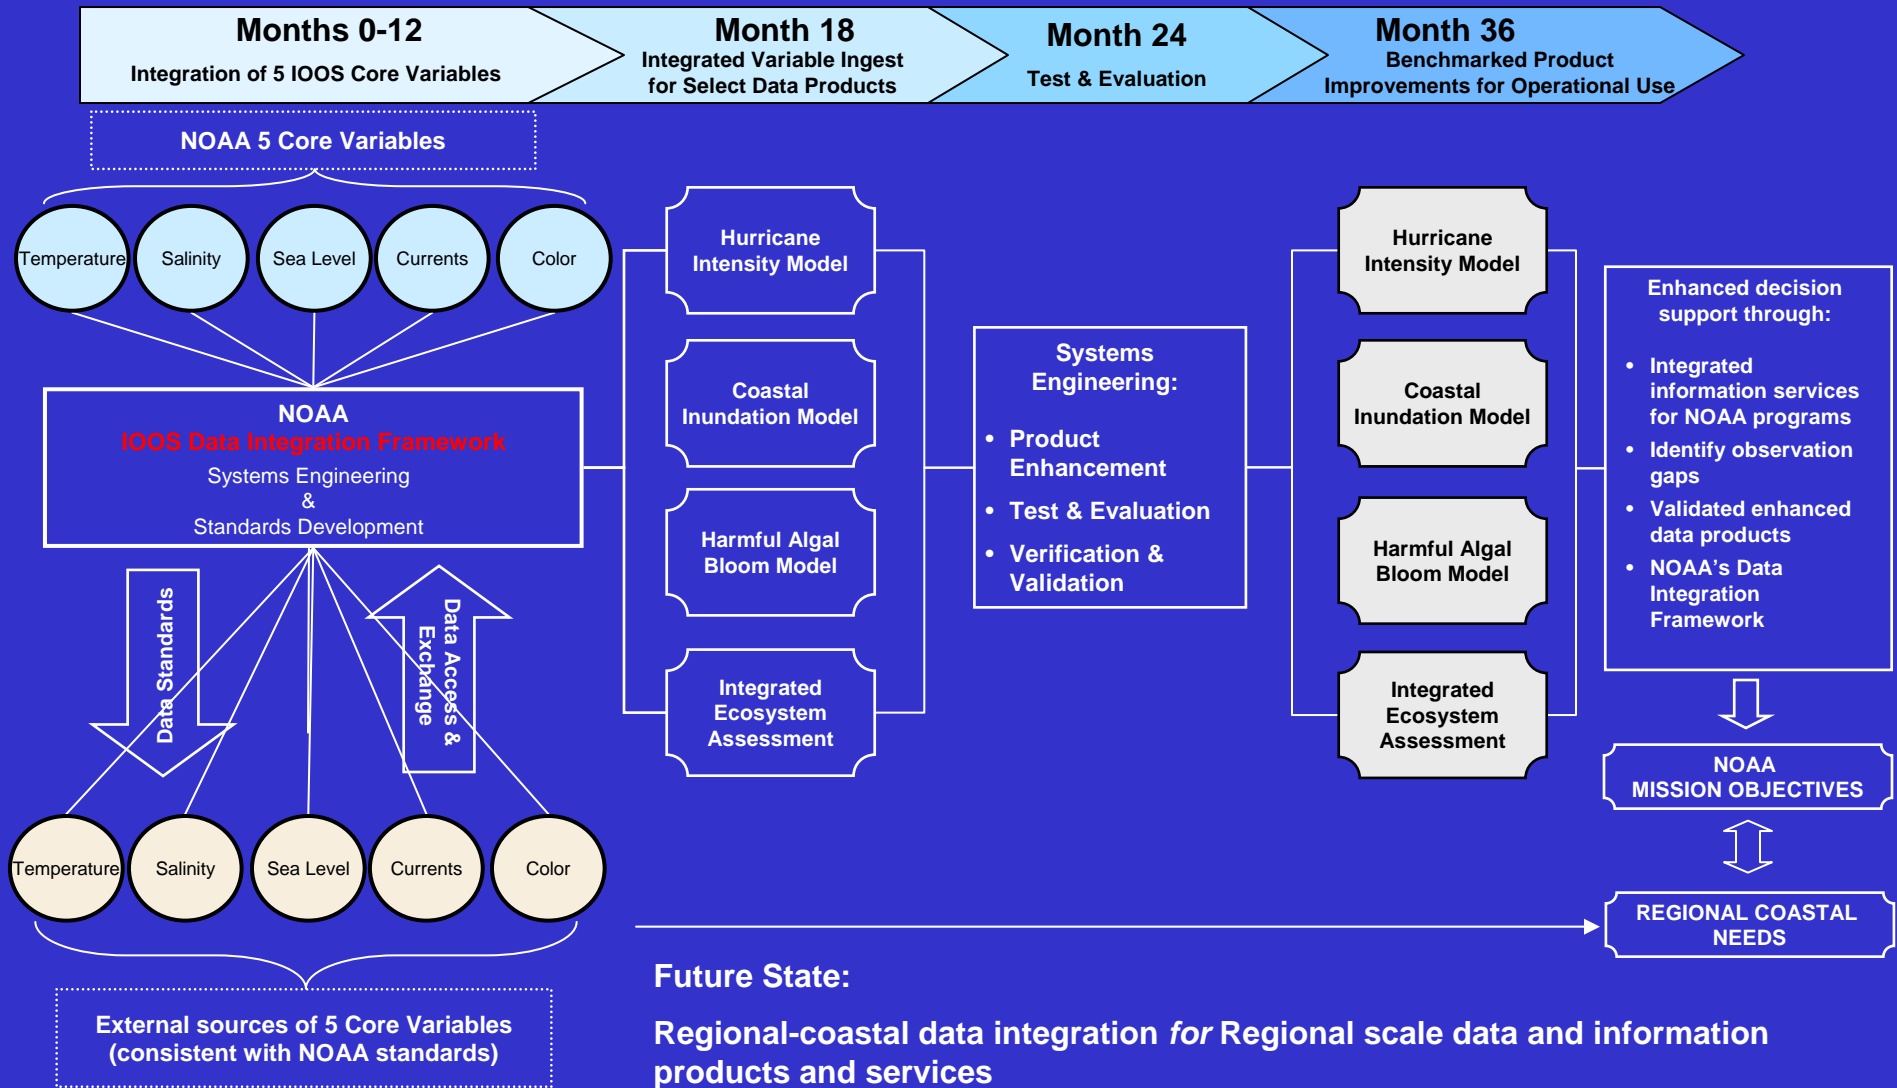 Months 0-12
Integration of 5 IOOS Core Variables
Month 18
Integrated Variable Ingest
for Select Data Products
Month 24
Test & Evaluation
Month 36
Benchmarked Product
Improvements for Operational Use
NOAA 5 Core Variables
Temperature
Salinity
Sea Level
Currents
Color
NOAA
IOOS Data Integration Framework
Systems Engineering
&
Standards Development
Data Standards
Data Access &
Exchange
Temperature
Salinity
Sea Level
Currents
Color
External sources of 5 Core Variables
(consistent with NOAA standards)
Hurricane
Intensity Model
Coastal
Inundation Model
Harmful Algal
Bloom Model
Integrated
Ecosystem
Assessment
Systems
Engineering:
• Product
Enhancement
• Test & Evaluation
• Verification &
Validation
Hurricane
Intensity Model
Coastal
Inundation Model
Harmful Algal
Bloom Model
Integrated
Ecosystem
Assessment
Enhanced decision
support through:
• Integrated
information services
for NOAA programs
• Identify observation
gaps
• Validated enhanced
data products
• NOAA’s Data
Integration
Framework
NOAA
MISSION OBJECTIVES
REGIONAL COASTAL
NEEDS
Future State:
Regional-coastal data integration for Regional scale data and information
products and services